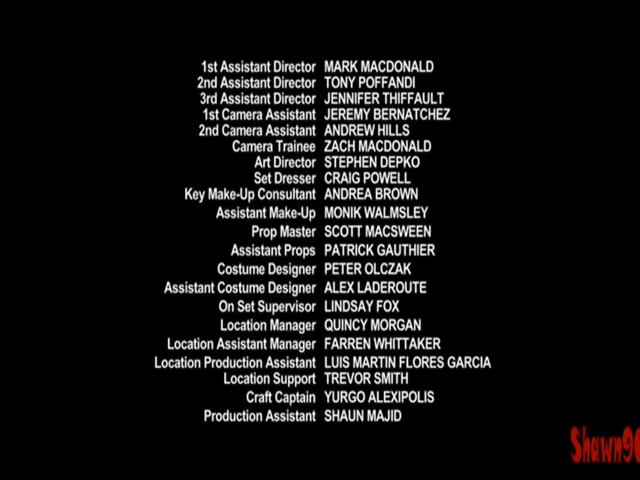 1st Assistant Director MARK MACDONALD
2nd Assistant Director TONY POFFANDI
3rd Assistant Director JENNIFER THIFFAULT
1st Camera Assistant JEREMY BERNATCHEZ
2nd Camera Assistant ANDREW HILLS
Camera Trainee ZACH MACDONALD
Art Director STEPHEN DEPKO
Set Dresser CRAIG POWELL
Key Make-Up Consultant ANDREA BROWN
Assistant Make-Up MONIK WALMSLEY
Prop Master SCOTT MACSWEEN
Assistant Props PATRICK GAUTHIER
Costume Designer PETER OLCZAK
Assistant Costume Designer ALEX LADEROUTE
On Set Supervisor LINDSAY FOX
Location Manager QUINCY MORGAN
Location Assistant Manager FARREN WHITTAKER
Location Production Assistant LUIS MARTIN FLORES GARCIA
Location Support TREVOR SMITH
Craft Captain YURGO ALEXIPOLIS
Production Assistant SHAUN MAJID